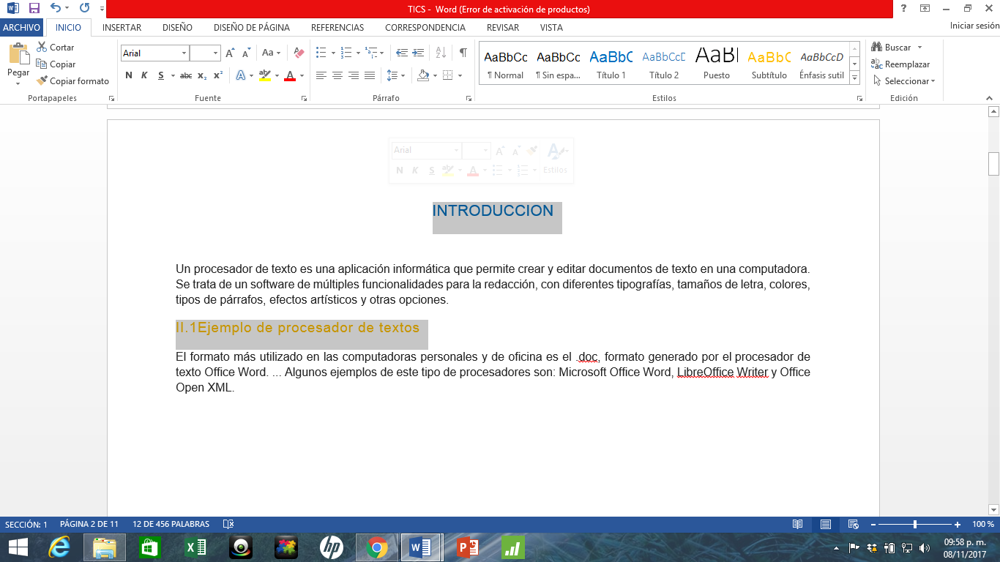 TICS - Word (Error de activación de productos)
ARCHIVO INICIO INSERTAR DISEÑO DISEÑO DE PÁGINA REFERENCIAS CORRESPONDENCIA REVISAR VISTA Iniciar sesión
Pegar
Cortar
Copiar
Copiar formato
Portapapeles
Arial
Aa
N K S abc x₂ x² A ab A
Fuente
Párrafo
AaBbCc AaBbCc AaBbC AaBbCcD AaBl AaBbC AaBbCcD
¶ Normal ¶ Sin espa... Título 1 Título 2 Puesto Subtítulo Énfasis sutil
Estilos
Buscar
Reemplazar
Seleccionar
Edición
Arial
N K S ab A Estilos
INTRODUCCION
Un procesador de texto es una aplicación informática que permite crear y editar documentos de texto en una computadora.
Se trata de un software de múltiples funcionalidades para la redacción, con diferentes tipografías, tamaños de letra, colores,
tipos de párrafos, efectos artísticos y otras opciones.
II.1Ejemplo de procesador de textos
El formato más utilizado en las computadoras personales y de oficina es el .doc, formato generado por el procesador de
texto Office Word. ... Algunos ejemplos de este tipo de procesadores son: Microsoft Office Word, LibreOffice Writer y Office
Open XML.
SECCIÓN: 1 PÁGINA 2 DE 11 12 DE 456 PALABRAS 100 %
09:58 p. m.
08/11/2017